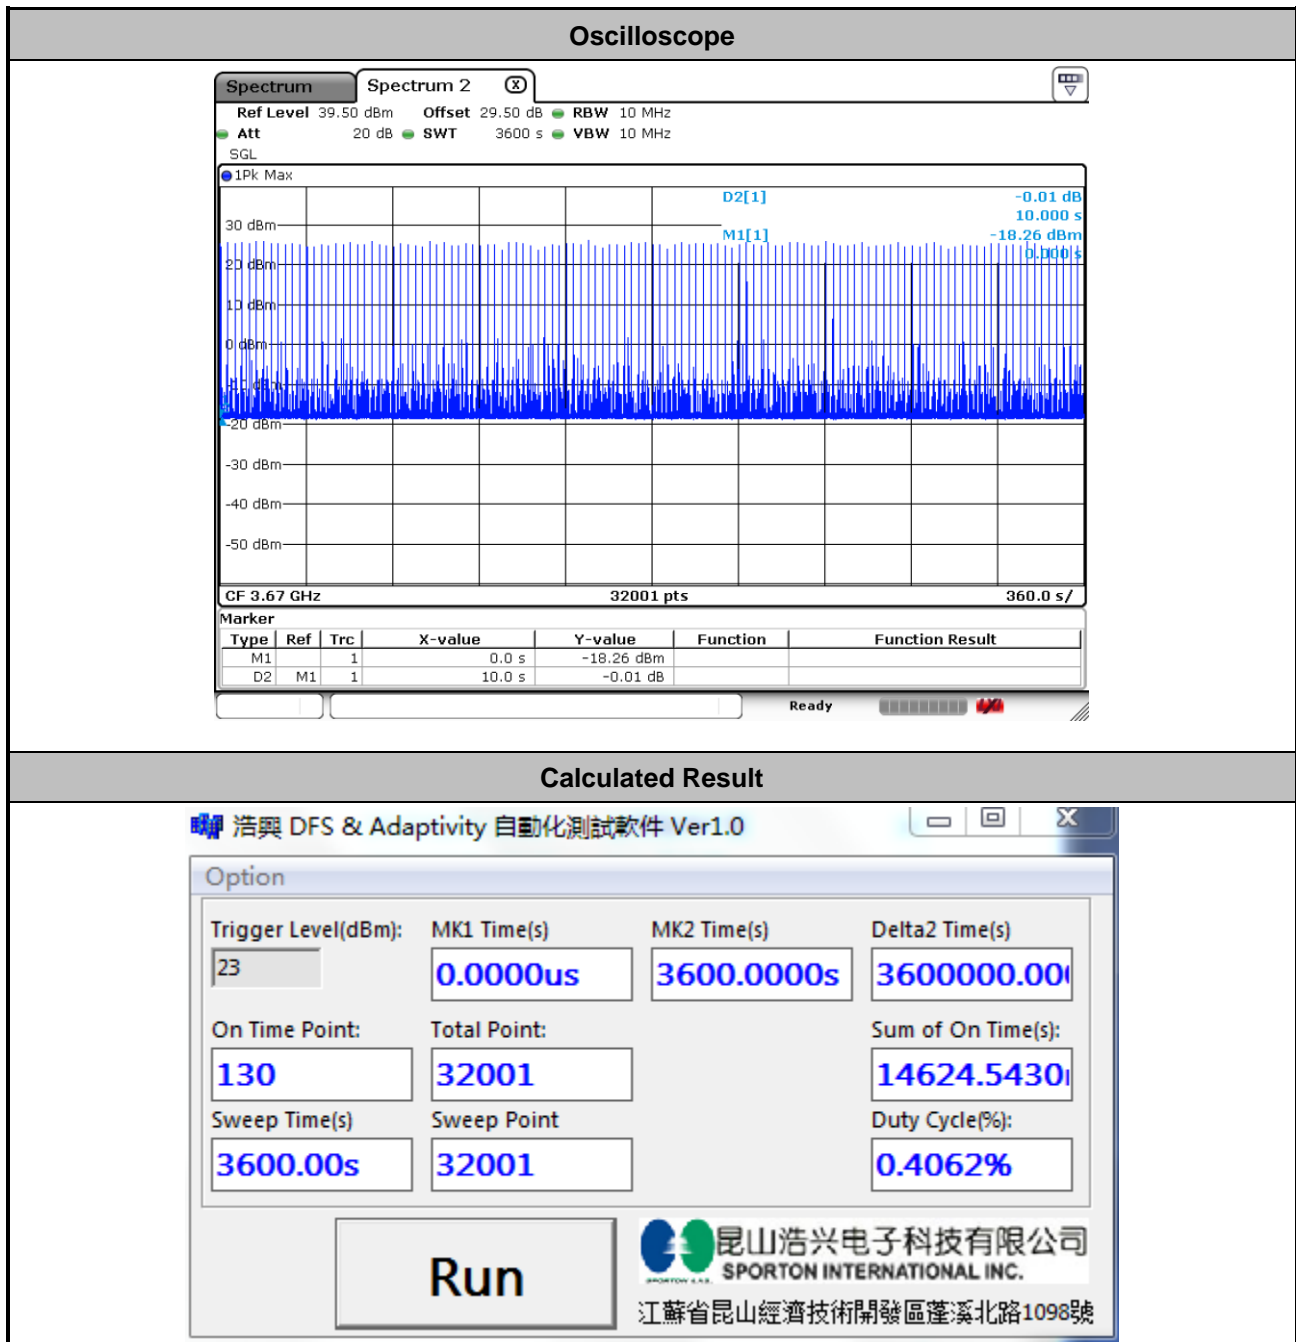 Oscilloscope
Spectrum Spectrum 2
Ref Level 39.50 dBm Offset 29.50 dB RBW 10 MHz
Att 20 dB SWT 3600 s VBW 10 MHz
SGL
1Pk Max
D2[1] -0.01 dB
10.000 s
30 dBm
M1[1] -18.26 dBm
0.000 s
20 dBm
10 dBm
0 dBm
-10 dBm
-20 dBm
-30 dBm
-40 dBm
-50 dBm
CF 3.67 GHz 32001 pts 360.0 s/
Marker
Type Ref Trc X-value Y-value Function Function Result
M1 1 0.0 s -18.26 dBm
D2 M1 1 10.0 s -0.01 dB
Ready
Calculated Result
浩興 DFS & Adaptivity 自動化測試軟件 Ver1.0
Option
Trigger Level(dBm): MK1 Time(s) MK2 Time(s) Delta2 Time(s)
23 0.0000us 3600.0000s 3600000.00
On Time Point: Total Point: Sum of On Time(s):
130 32001 14624.5430
Sweep Time(s) Sweep Point Duty Cycle(%):
3600.00s 32001 0.4062%
Run
昆山浩兴电子科技有限公司
SPORTON INTERNATIONAL INC.
江蘇省昆山經濟技術開發區蓬溪北路1098號